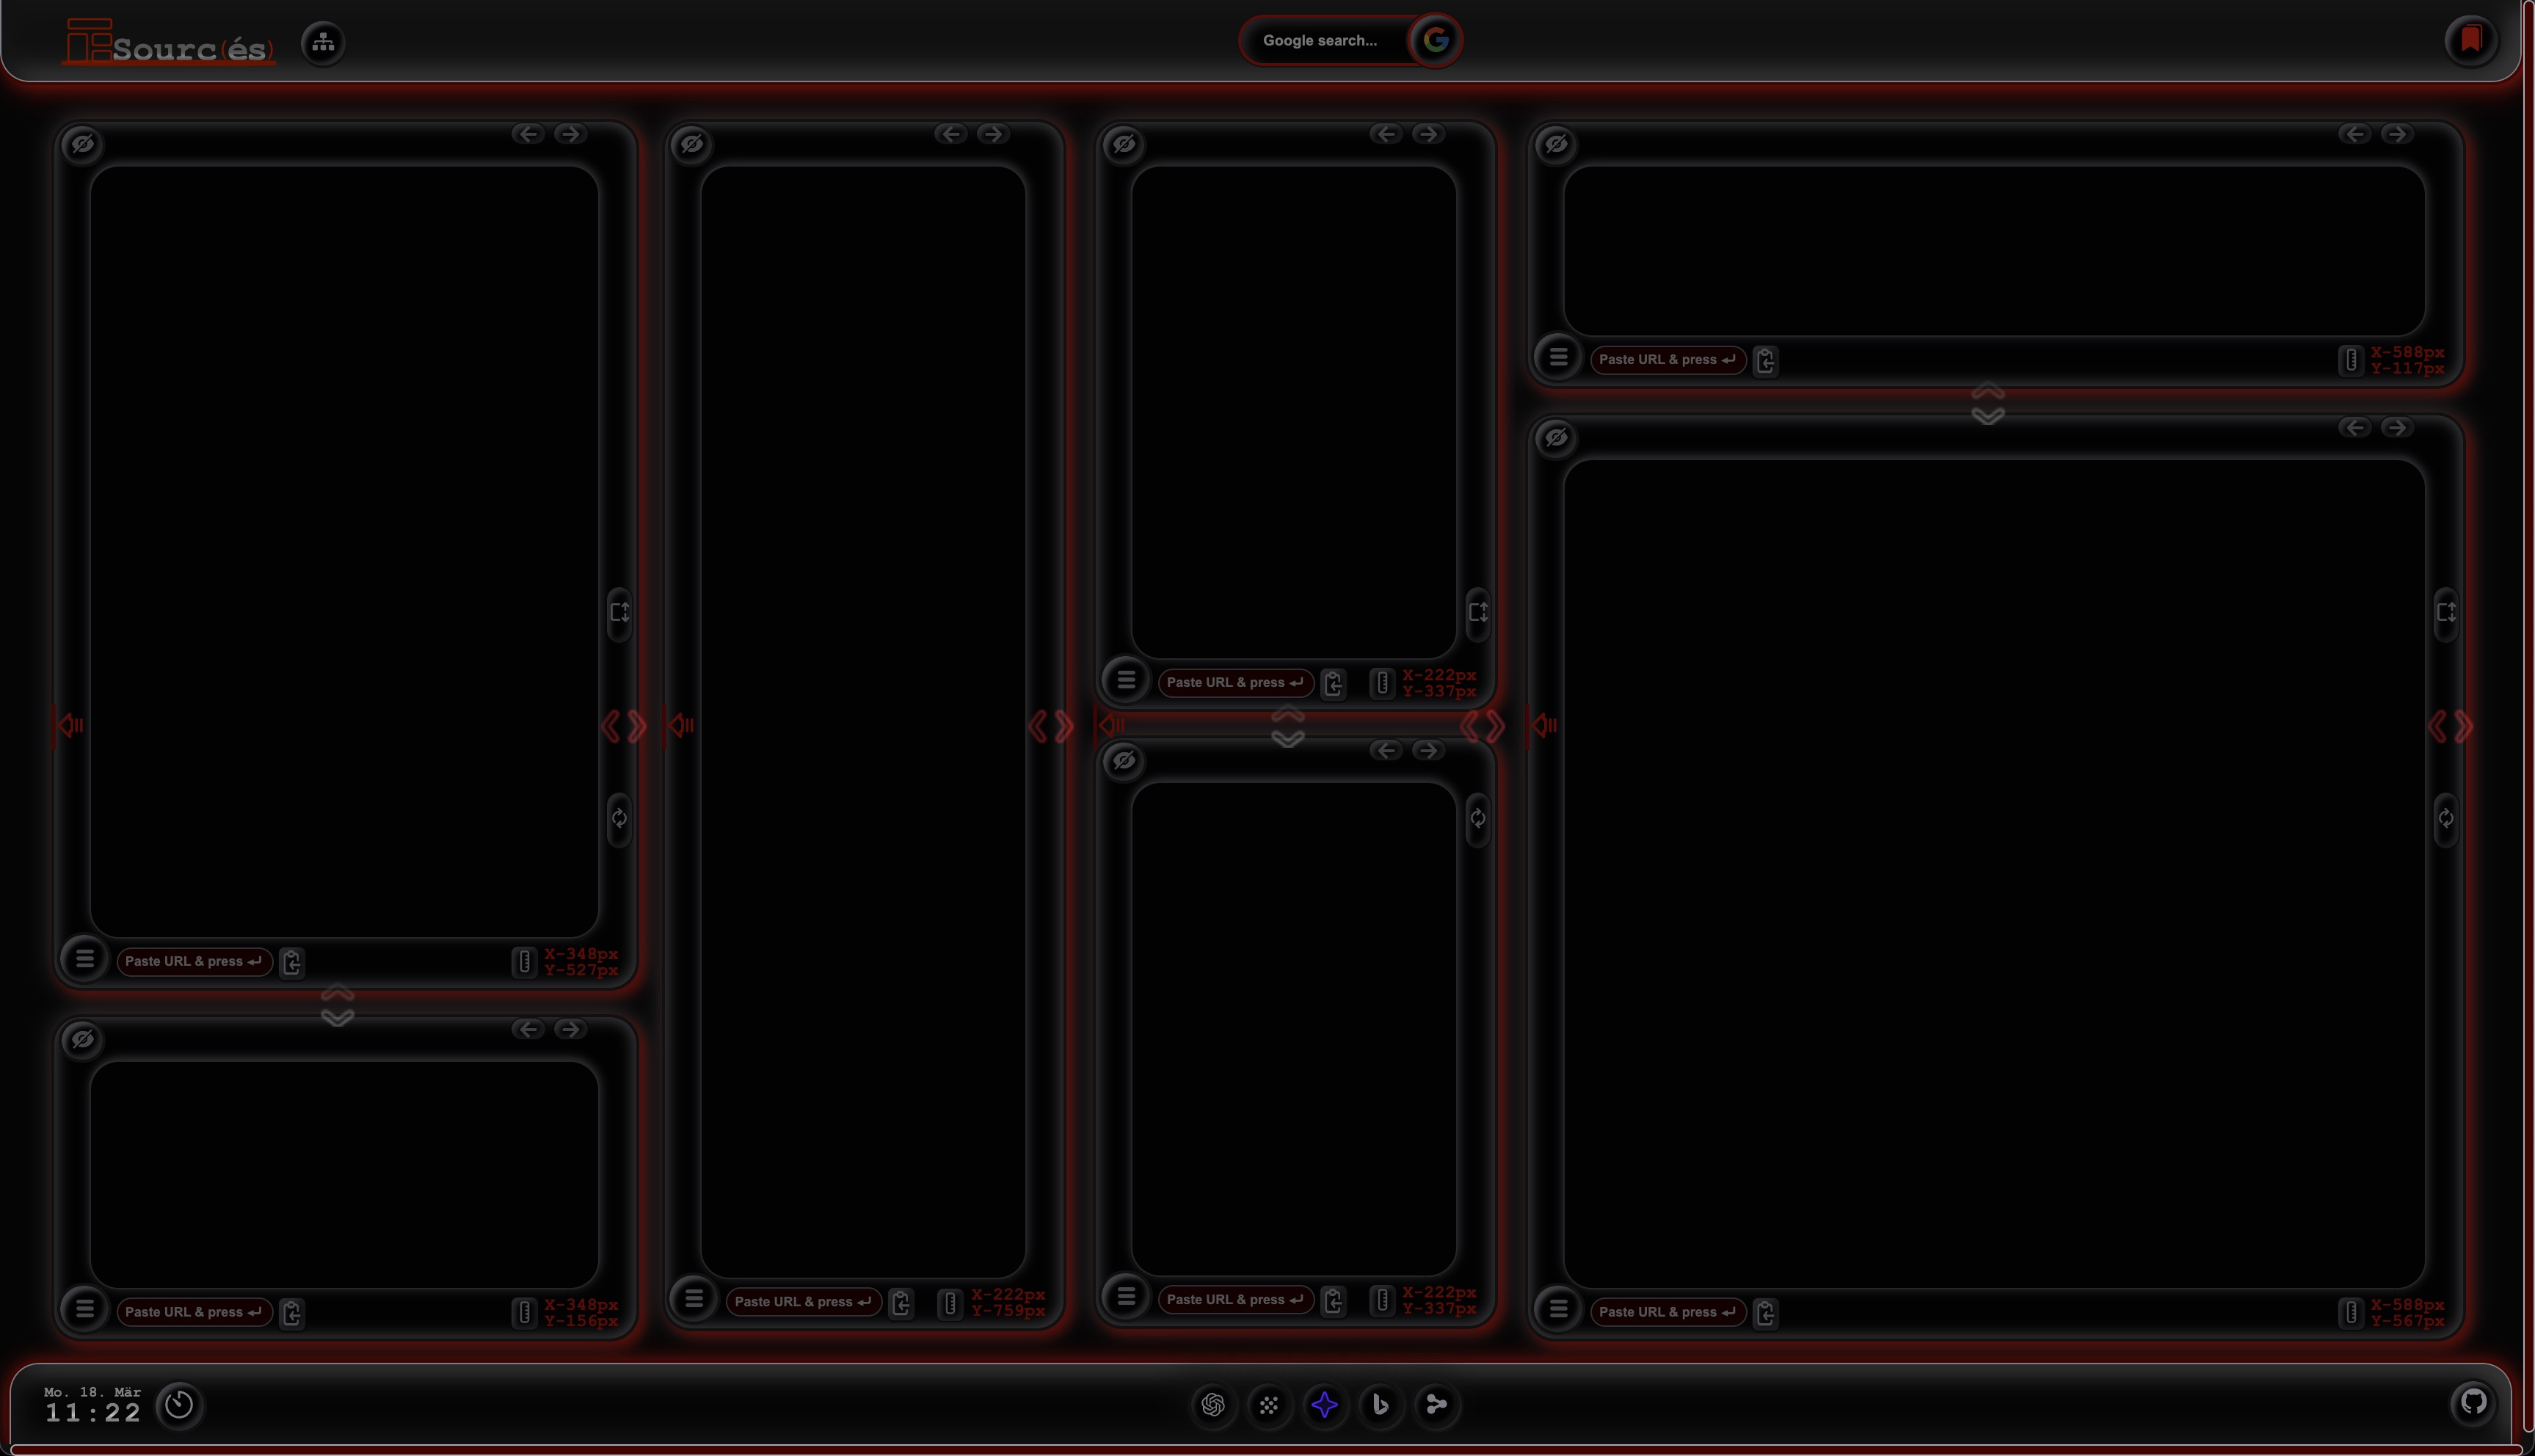 Sourc(és)
Google search...
Paste URL & press ↵
X-588px
Y-117px
Paste URL & press ↵
X-222px
Y-337px
Paste URL & press ↵
X-348px
Y-527px
Paste URL & press ↵
X-348px
Y-156px
Paste URL & press ↵
X-222px
Y-759px
Paste URL & press ↵
X-222px
Y-337px
Paste URL & press ↵
X-588px
Y-567px
Mo. 18. Mär
11:22